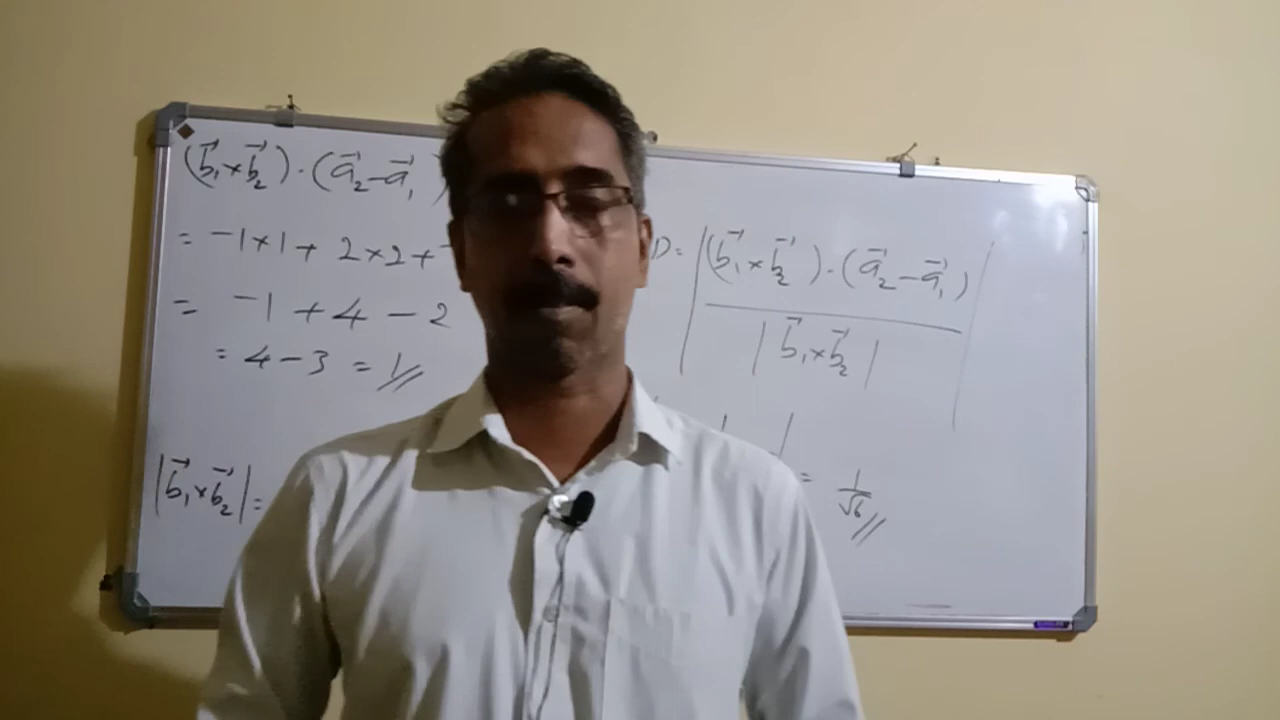 (b⃗₁×b⃗₂)·(a⃗₂−a⃗₁
= −1×1 + 2×2 +
= −1 + 4 − 2
= 4 − 3 = 1//
|b⃗₁×b⃗₂| =
D = |(b⃗₁×b⃗₂)·(a⃗₂−a⃗₁)
|b⃗₁×b⃗₂| |
= 1
√6//